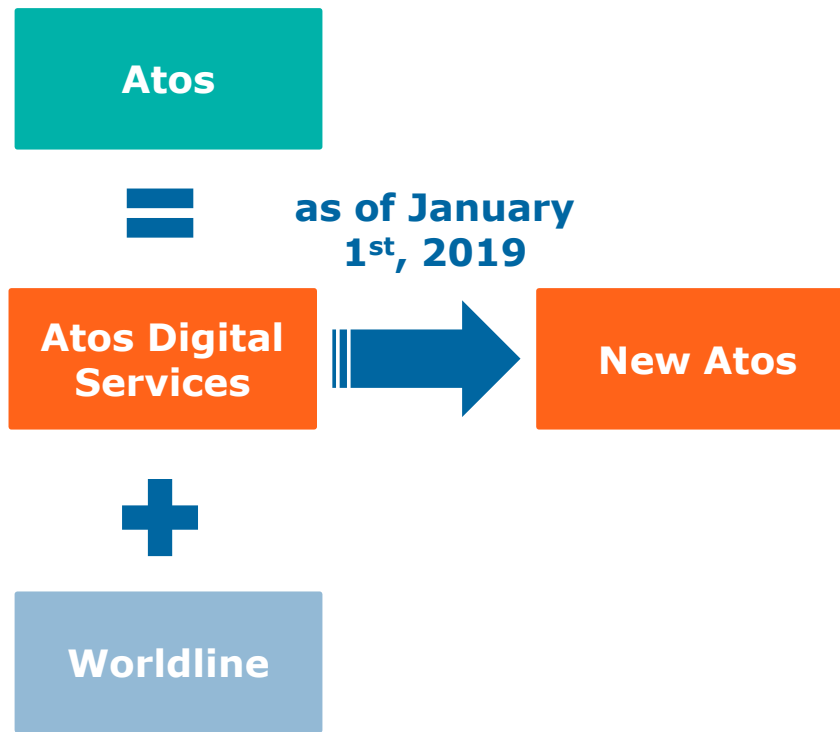 Atos
as of January
1st, 2019
Atos Digital
Services
New Atos
Worldline